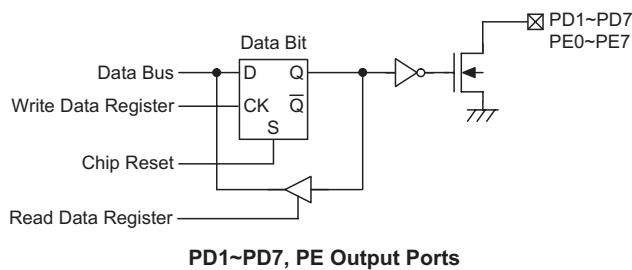 PD1~PD7
PE0~PE7
Data Bit
Data Bus
D
Q
Write Data Register
CK
Q̅
S
Chip Reset
Read Data Register
PD1~PD7, PE Output Ports